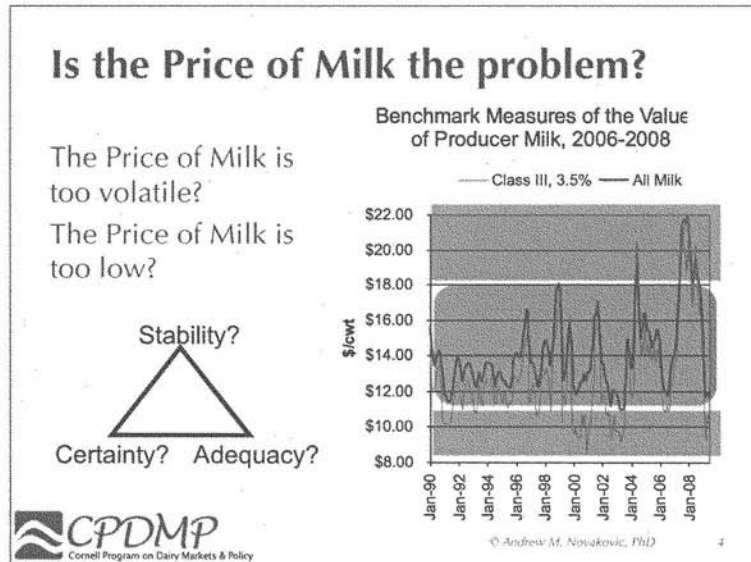 Is the Price of Milk the problem?
The Price of Milk is
too volatile?
The Price of Milk is
too low?
Stability?
Certainty? Adequacy?
Benchmark Measures of the Value
of Producer Milk, 2006-2008
Class III, 3.5% All Milk
$/cwt
$22.00
$20.00
$18.00
$16.00
$14.00
$12.00
$10.00
$8.00
Jan-90
Jan-92
Jan-94
Jan-96
Jan-98
Jan-00
Jan-02
Jan-04
Jan-06
Jan-08
CPDMP
Cornell Program on Dairy Markets & Policy
© Andrew M. Novakovic, PhD 4